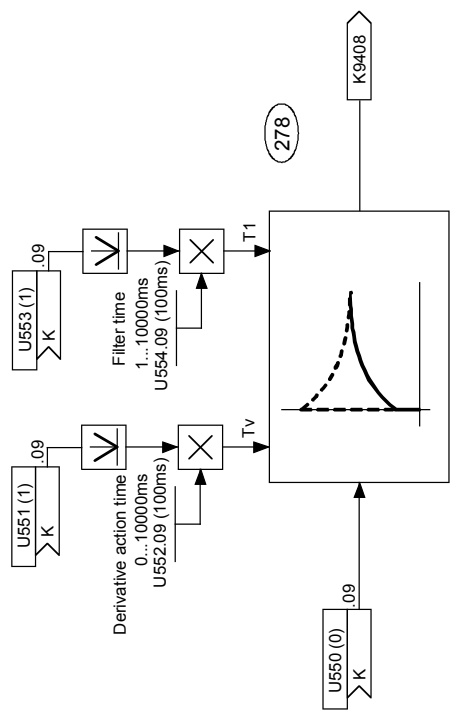 K9408
278
U553 (1)
K
.09
Filter time
1...10000ms
U554.09 (100ms)
T1
U551 (1)
K
.09
Derivative action time
0...10000ms
U552.09 (100ms)
Tv
U550 (0)
K
.09